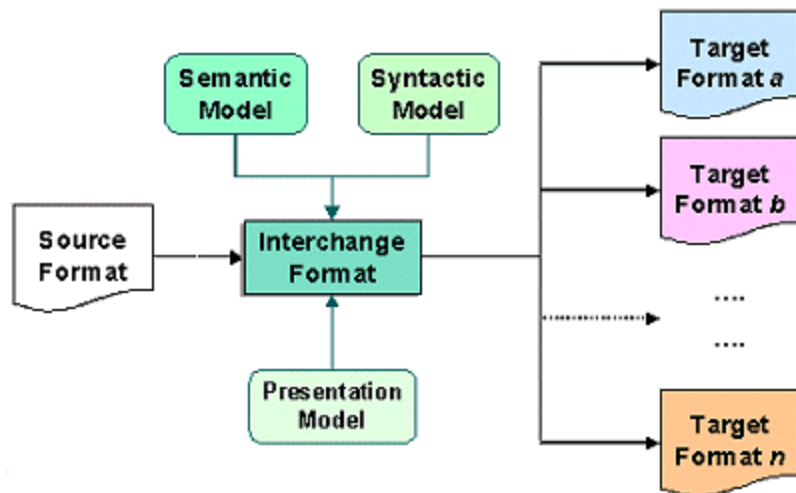 Semantic
Model
Syntactic
Model
Source
Format
Interchange
Format
Presentation
Model
Target
Format a
Target
Format b
....
....
Target
Format n